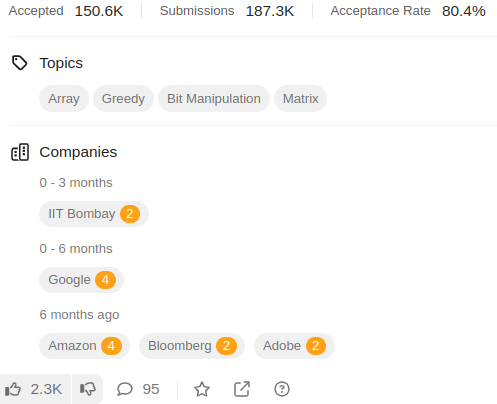 Accepted 150.6K Submissions 187.3K Acceptance Rate 80.4%
Topics
Array Greedy Bit Manipulation Matrix
Companies
0 - 3 months
IIT Bombay 2
0 - 6 months
Google 4
6 months ago
Amazon 4 Bloomberg 2 Adobe 2
2.3K 95